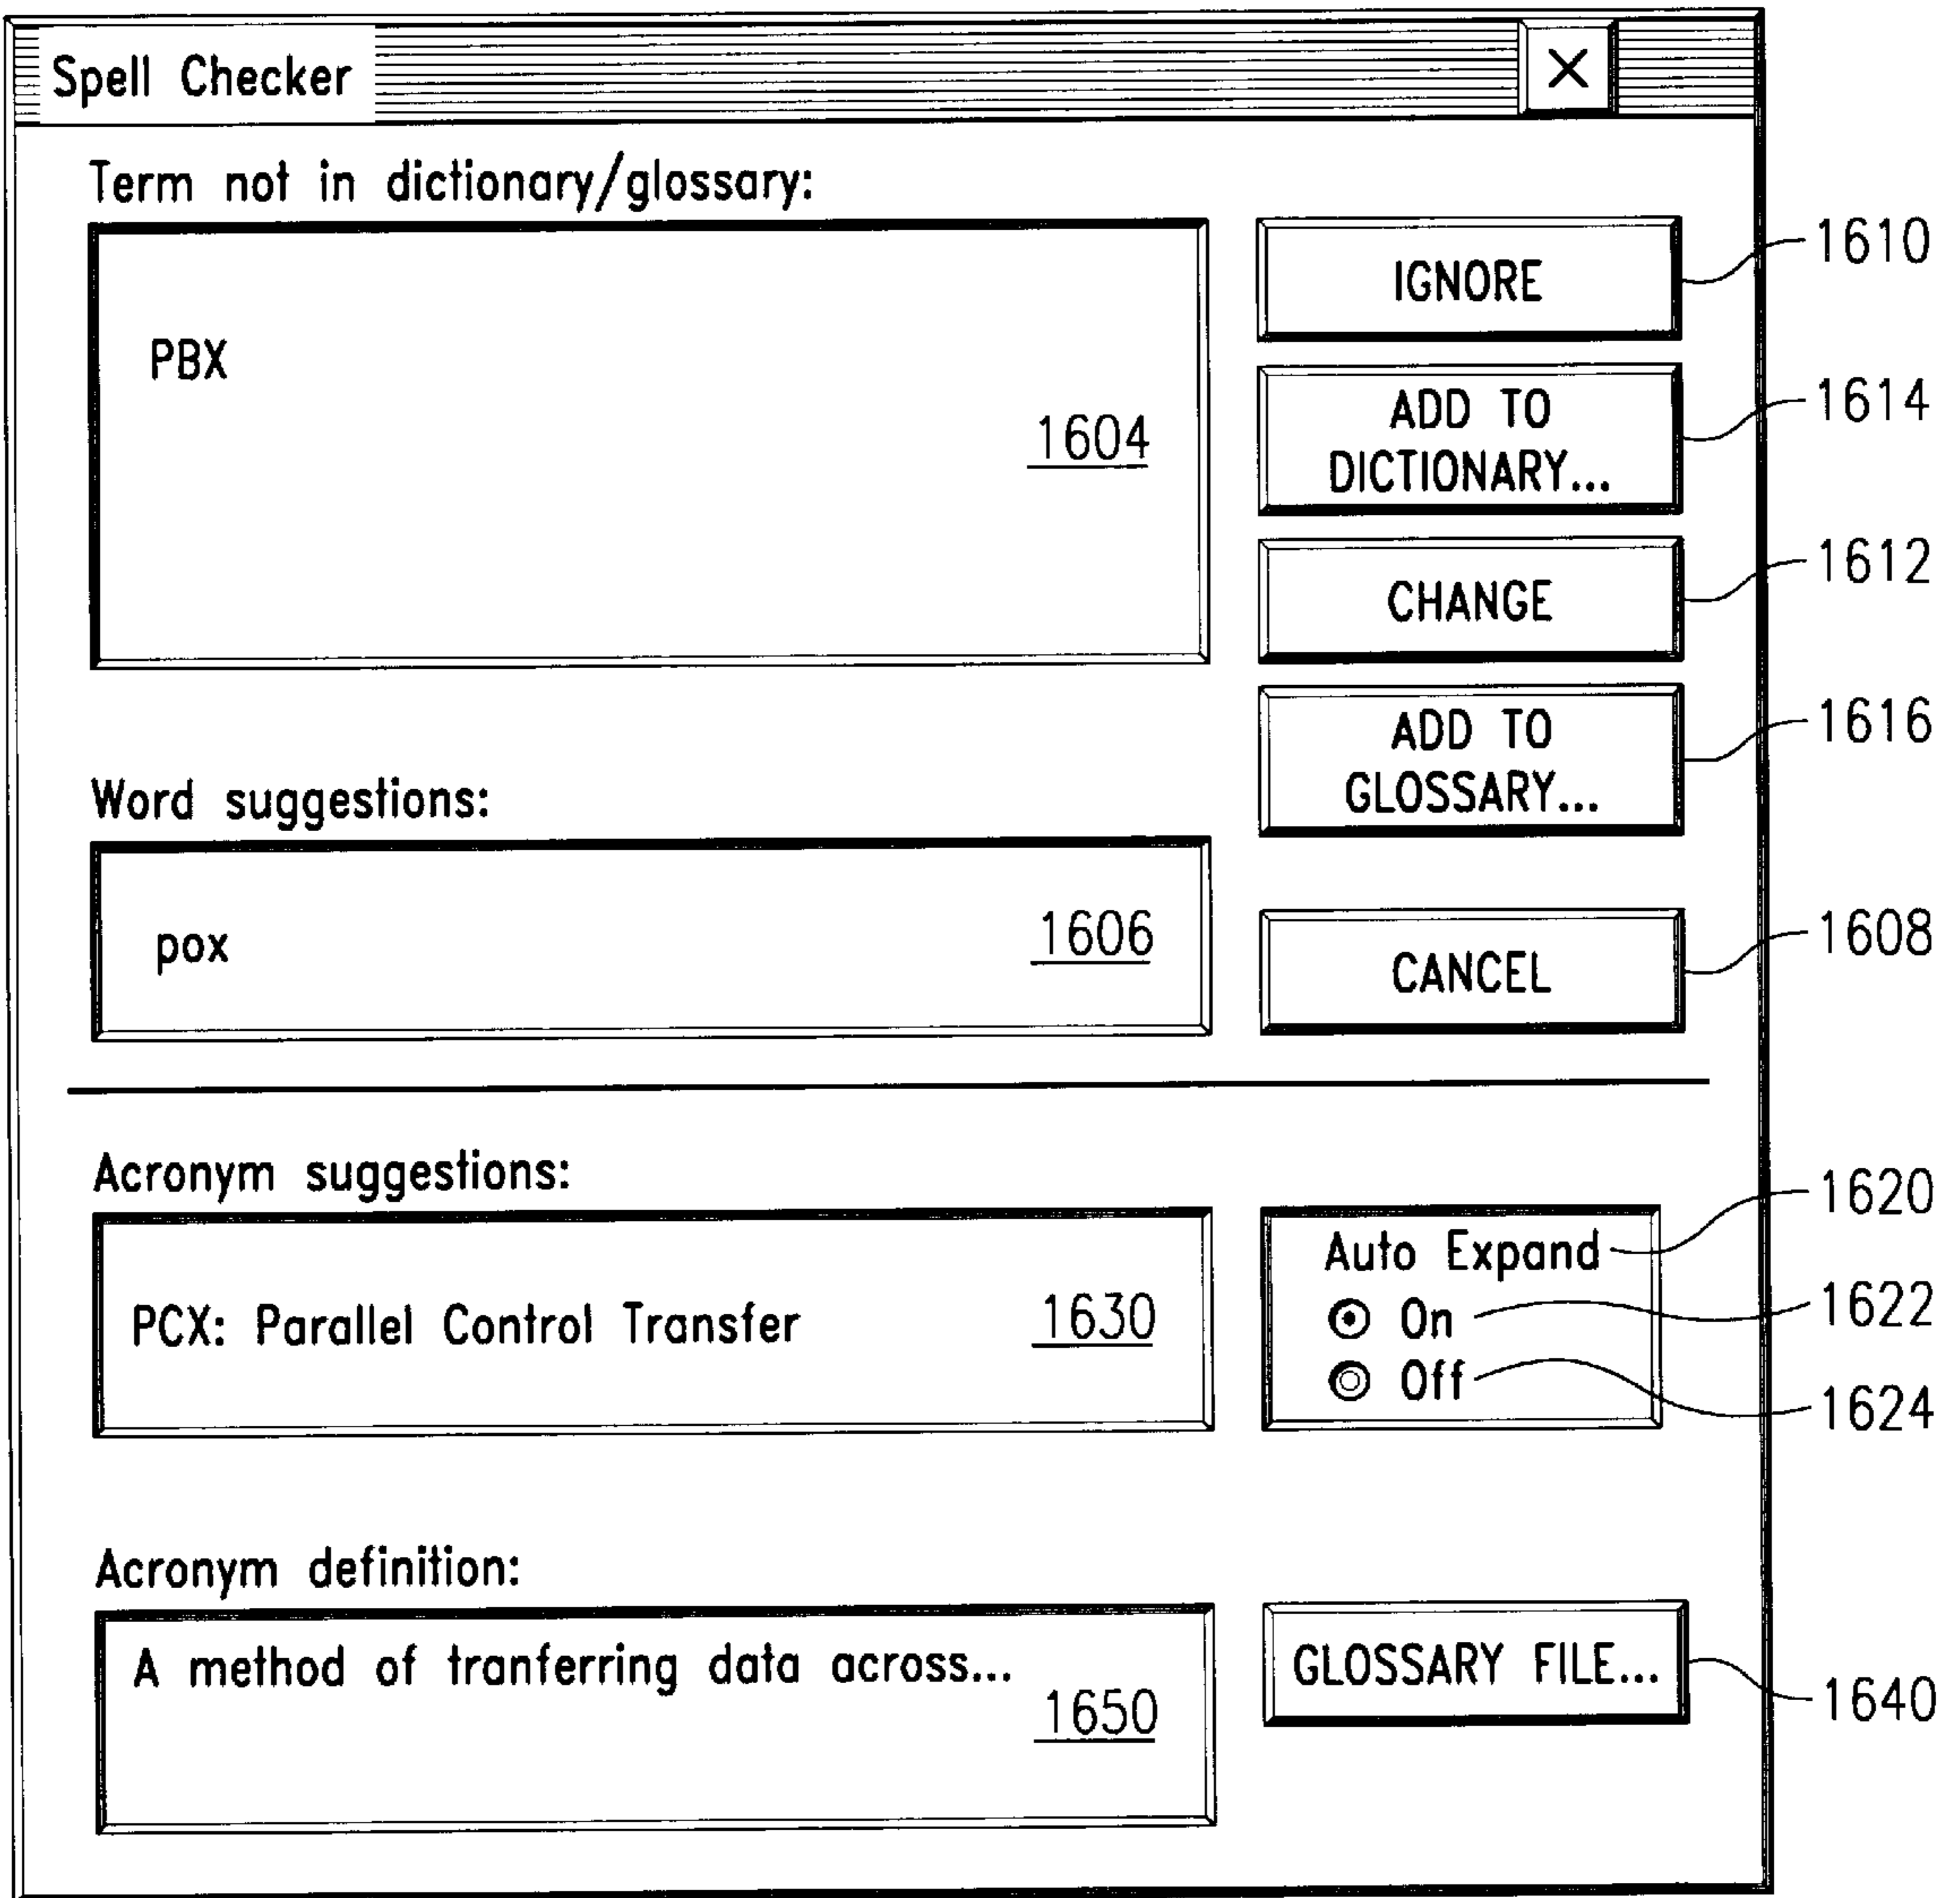 Spell Checker
X
Term not in dictionary/glossary:
PBX
1604
IGNORE
1610
ADD TO
DICTIONARY...
1614
CHANGE
1612
ADD TO
GLOSSARY...
1616
Word suggestions:
pox
1606
CANCEL
1608
Acronym suggestions:
PCX: Parallel Control Transfer
1630
Auto Expand
1620
On
1622
Off
1624
Acronym definition:
A method of tranferring data across...
1650
GLOSSARY FILE...
1640